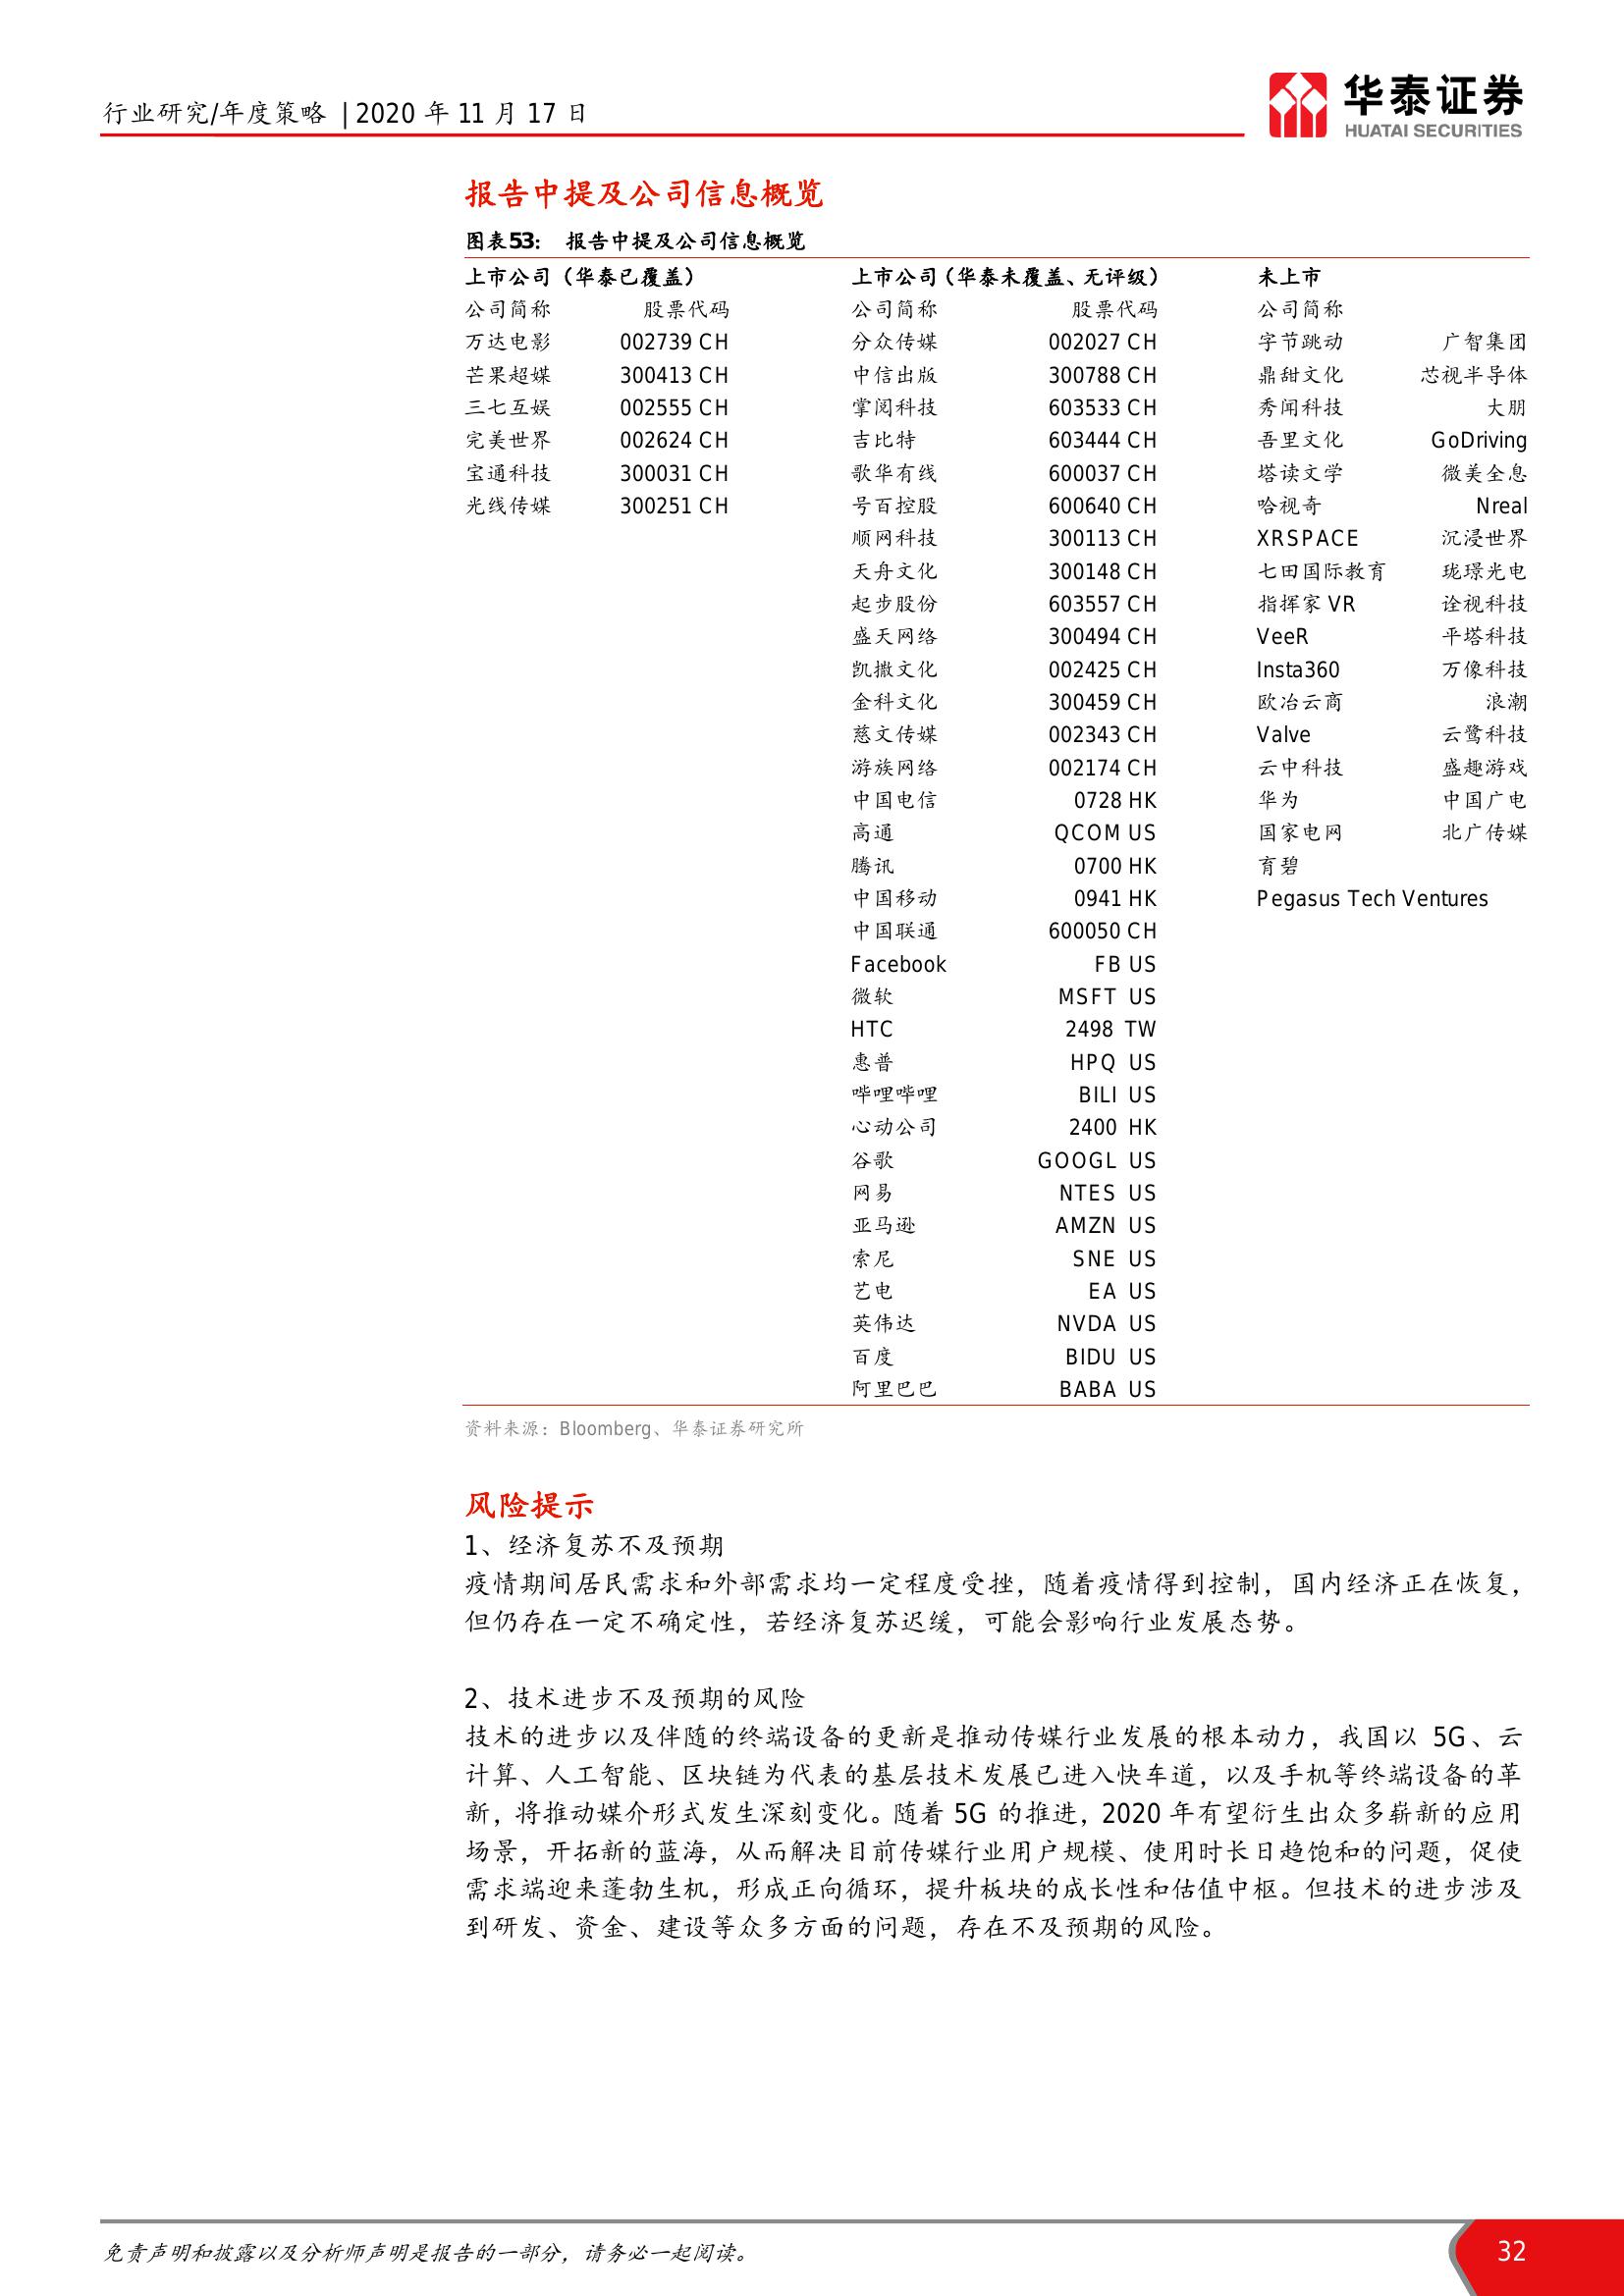 行业研究/年度策略 | 2020 年 11 月 17 日
华泰证券
HUATAI SECURITIES
报告中提及公司信息概览
图表53： 报告中提及公司信息概览
上市公司（华泰已覆盖） 上市公司（华泰未覆盖、无评级） 未上市
公司简称 股票代码 公司简称 股票代码 公司简称
万达电影 002739 CH 分众传媒 002027 CH 字节跳动 广智集团
芒果超媒 300413 CH 中信出版 300788 CH 鼎甜文化 芯视半导体
三七互娱 002555 CH 掌阅科技 603533 CH 秀闻科技 大朋
完美世界 002624 CH 吉比特 603444 CH 吾里文化 GoDriving
宝通科技 300031 CH 歌华有线 600037 CH 塔读文学 微美全息
光线传媒 300251 CH 号百控股 600640 CH 哈视奇 Nreal
顺网科技 300113 CH XRSPACE 沉浸世界
天舟文化 300148 CH 七田国际教育 珑璟光电
起步股份 603557 CH 指挥家 VR 诠视科技
盛天网络 300494 CH VeeR 平塔科技
凯撒文化 002425 CH Insta360 万像科技
金科文化 300459 CH 欧冶云商 浪潮
慈文传媒 002343 CH Valve 云鹭科技
游族网络 002174 CH 云中科技 盛趣游戏
中国电信 0728 HK 华为 中国广电
高通 QCOM US 国家电网 北广传媒
腾讯 0700 HK 育碧
中国移动 0941 HK Pegasus Tech Ventures
中国联通 600050 CH
Facebook FB US
微软 MSFT US
HTC 2498 TW
惠普 HPQ US
哔哩哔哩 BILI US
心动公司 2400 HK
谷歌 GOOGL US
网易 NTES US
亚马逊 AMZN US
索尼 SNE US
艺电 EA US
英伟达 NVDA US
百度 BIDU US
阿里巴巴 BABA US
资料来源：Bloomberg、华泰证券研究所
风险提示
1、经济复苏不及预期
疫情期间居民需求和外部需求均一定程度受挫，随着疫情得到控制，国内经济正在恢复，
但仍存在一定不确定性，若经济复苏迟缓，可能会影响行业发展态势。
2、技术进步不及预期的风险
技术的进步以及伴随的终端设备的更新是推动传媒行业发展的根本动力，我国以 5G、云
计算、人工智能、区块链为代表的基层技术发展已进入快车道，以及手机等终端设备的革
新，将推动媒介形式发生深刻变化。随着 5G 的推进，2020 年有望衍生出众多崭新的应用
场景，开拓新的蓝海，从而解决目前传媒行业用户规模、使用时长日趋饱和的问题，促使
需求端迎来蓬勃生机，形成正向循环，提升板块的成长性和估值中枢。但技术的进步涉及
到研发、资金、建设等众多方面的问题，存在不及预期的风险。
免责声明和披露以及分析师声明是报告的一部分，请务必一起阅读。
32